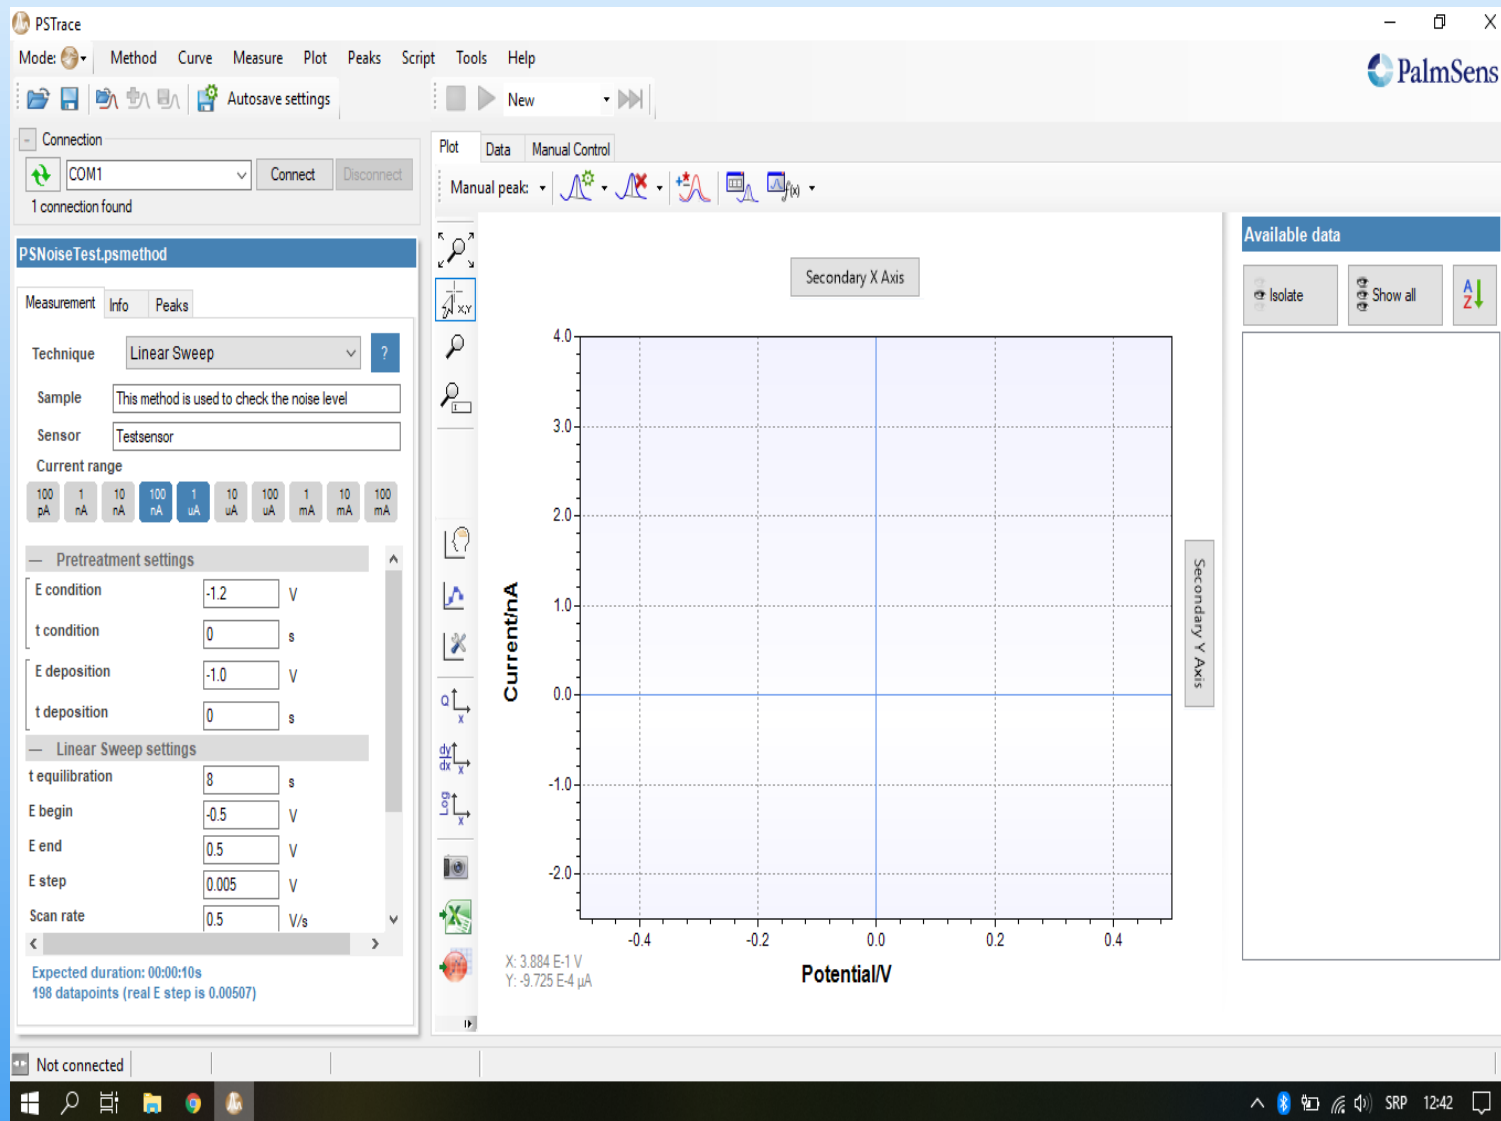 PSTrace
Mode: Method Curve Measure Plot Peaks Script Tools Help
PalmSens
Autosave settings New
Connection
COM1 Connect Disconnect
1 connection found
Plot Data Manual Control
Manual peak:
f(x)
PSNoiseTest.psmethod
Measurement Info Peaks
Technique Linear Sweep ?
Sample This method is used to check the noise level
Sensor Testsensor
Current range
100 pA 1 nA 10 nA 100 nA 1 uA 10 uA 100 uA 1 mA 10 mA 100 mA
Pretreatment settings
E condition -1.2 V
t condition 0 s
E deposition -1.0 V
t deposition 0 s
Linear Sweep settings
t equilibration 8 s
E begin -0.5 V
E end 0.5 V
E step 0.005 V
Scan rate 0.5 V/s
Expected duration: 00:00:10s
198 datapoints (real E step is 0.00507)
X,Y
Q x
dy/dx x
Log x
Secondary X Axis
4.0
3.0
2.0
1.0
0.0
-1.0
-2.0
Current/nA
-0.4 -0.2 0.0 0.2 0.4
Potential/V
X: 3.884 E-1 V
Y: -9.725 E-4 µA
Secondary Y Axis
Available data
Isolate Show all A Z
Not connected
SRP 12:42